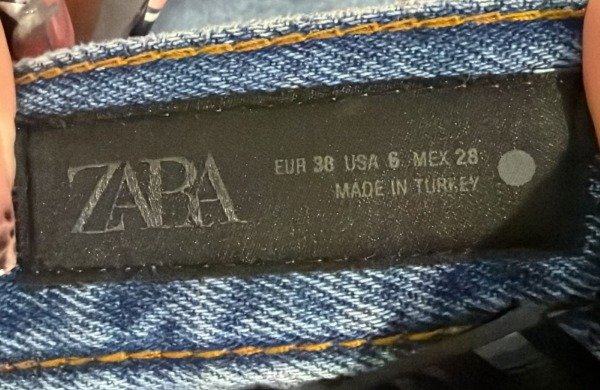 ZARA
EUR 38 USA 6 MEX 28
MADE IN TURKEY